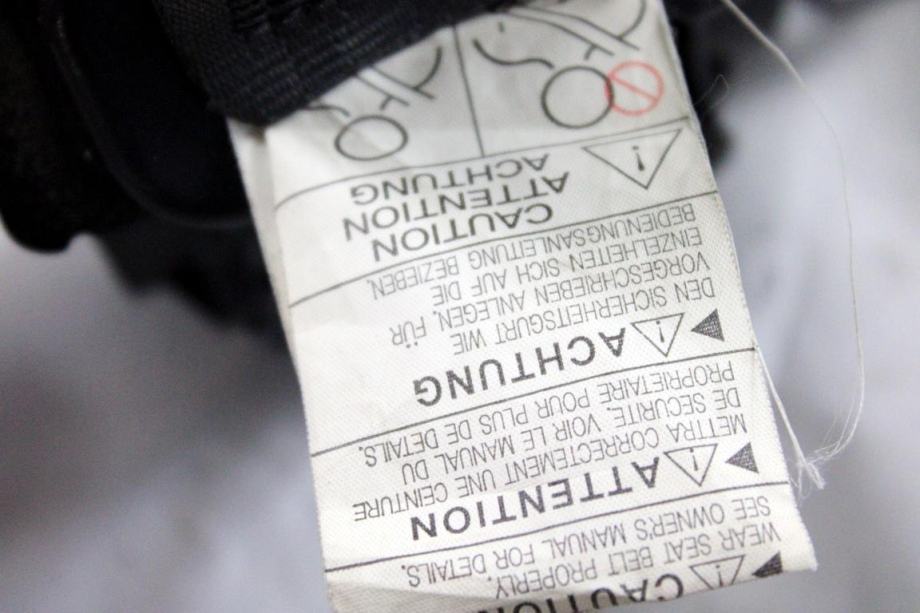 CAUTION
WEAR SEAT BELT PROPERLY.
SEE OWNER'S MANUAL FOR DETAILS.
ATTENTION
METTRA CORRECTEMENT UNE CEINTURE
DE SECURITE. VOIR LE MANUAL DU
PROPRIETAIRE POUR PLUS DE DETAILS.
ACHTUNG
DEN SICHERHEITSGURT WIE
VORGESCHRIEBEN ANLEGEN, FÜR
EINZELHEITEN SICH AUF DIE
BEDIENUNGSANLEITUNG BEZIEBEN.
CAUTION
ATTENTION
ACHTUNG